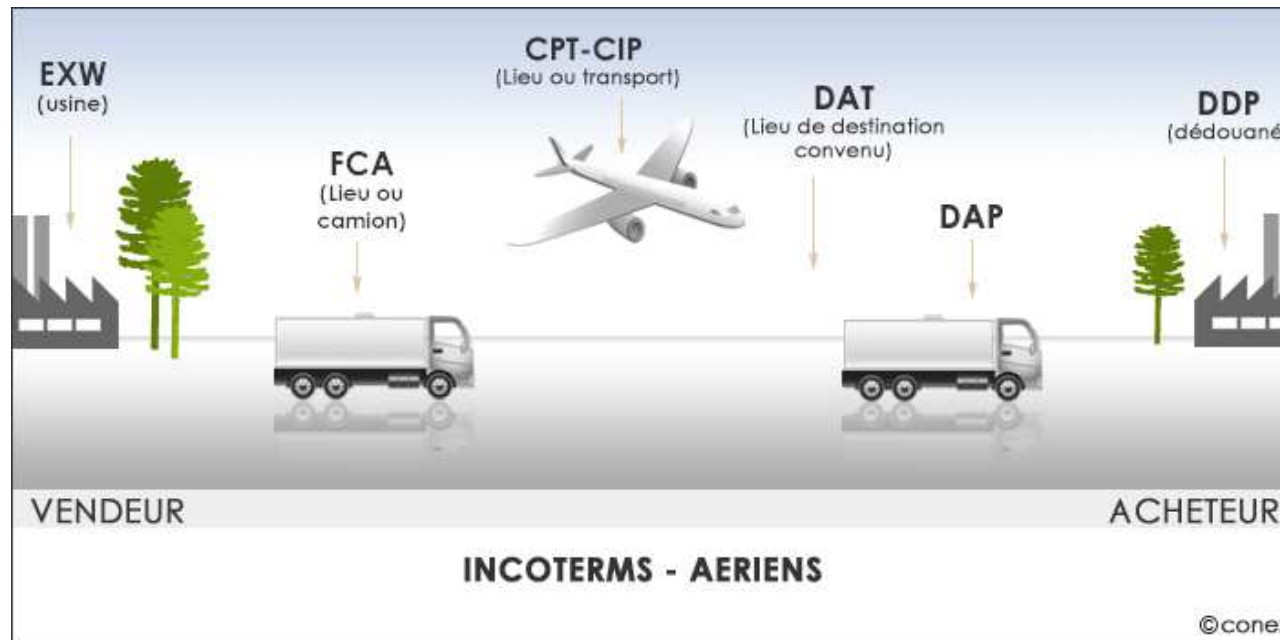 EXW
(usine)
FCA
(Lieu ou
camion)
CPT-CIP
(Lieu ou transport)
DAT
(Lieu de destination
convenu)
DAP
DDP
(dédouané
VENDEUR
ACHETEUR
INCOTERMS - AERIENS
©cone